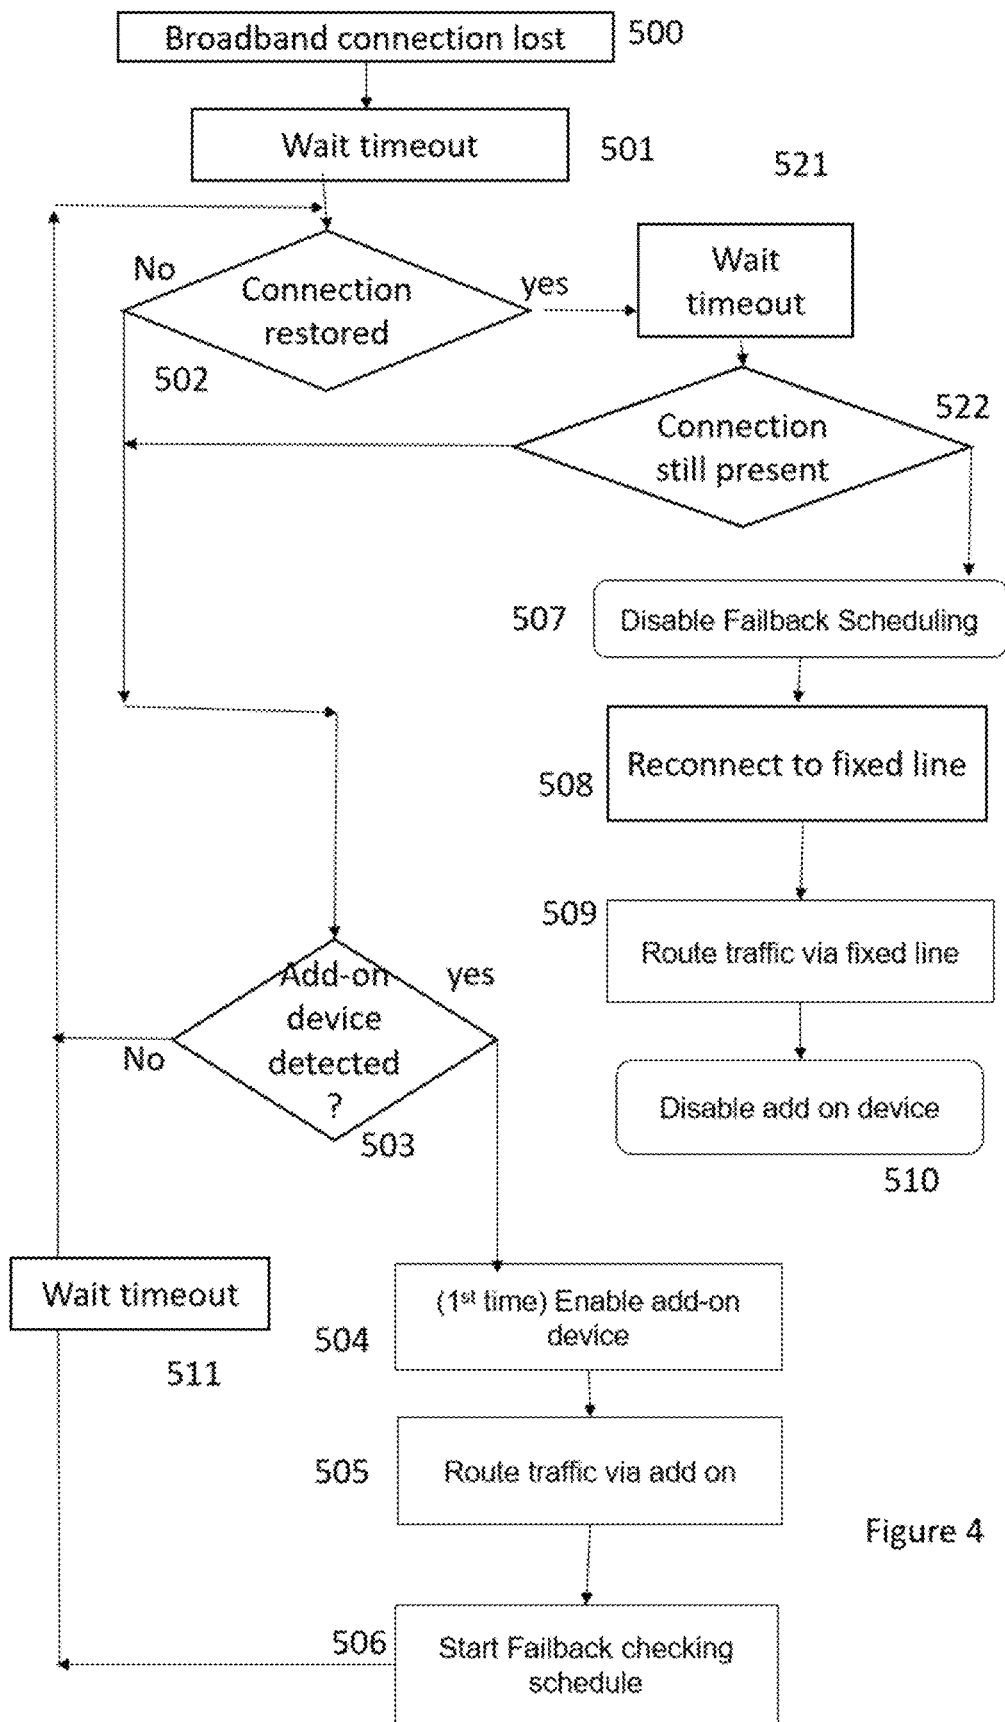 Broadband connection lost
500
Wait timeout
501
521
No
Connection
restored
yes
Wait
timeout
502
522
Connection
still present
507
Disable Failback Scheduling
508
Reconnect to fixed line
509
Route traffic via fixed line
Add-on
device
detected
?
yes
No
503
Disable add on device
510
Wait timeout
511
504
(1st time) Enable add-on
device
505
Route traffic via add on
Figure 4
506
Start Failback checking
schedule